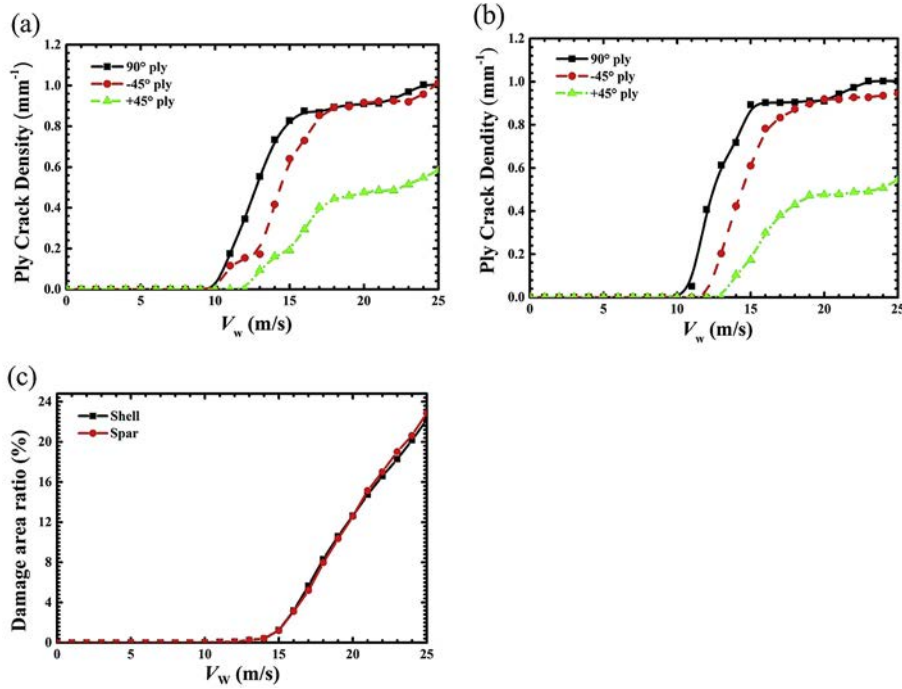 (a)
1.2
1.0
0.8
0.6
0.4
0.2
0.0
Ply Crack Density (mm⁻¹)
90° ply
-45° ply
+45° ply
0 5 10 15 20 25
V_w (m/s)
(b)
1.2
1.0
0.8
0.6
0.4
0.2
0.0
Ply Crack Dendity (mm⁻¹)
90° ply
-45° ply
+45° ply
0 5 10 15 20 25
V_w (m/s)
(c)
24
20
16
12
8
4
0
Damage area ratio (%)
Shell
Spar
0 5 10 15 20 25
V_W (m/s)